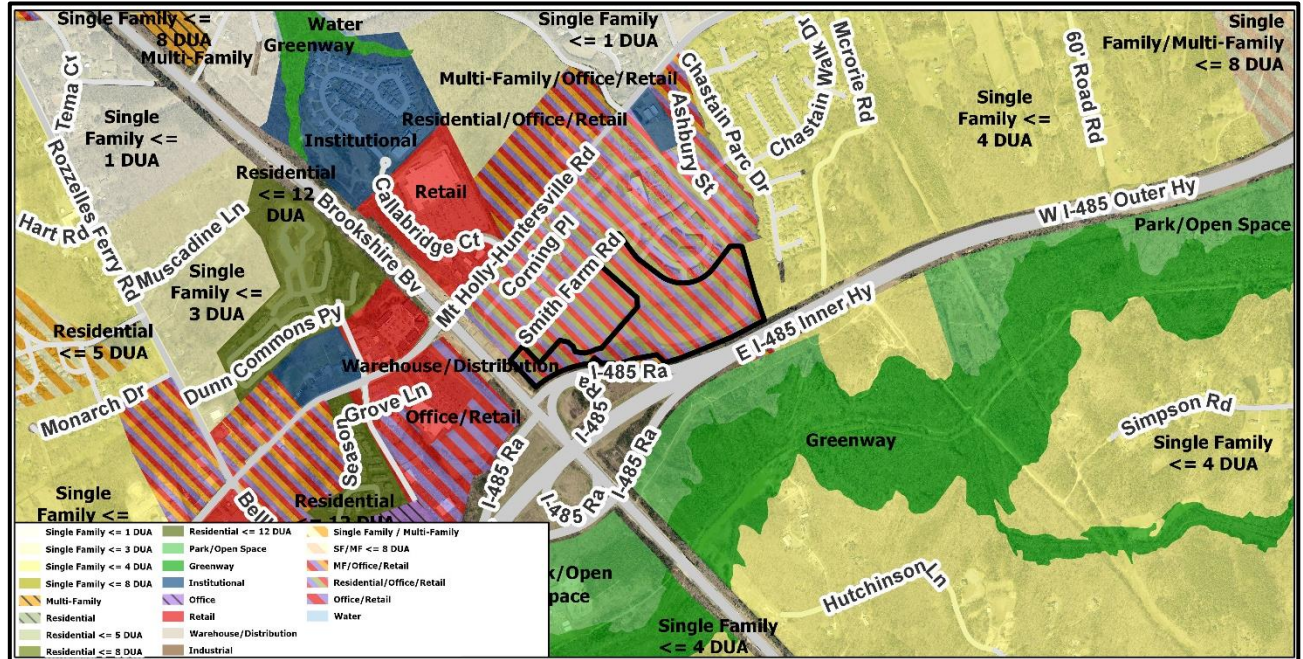 Single Family <=
8 DUA
Multi-Family
Water
Greenway
Single Family
<= 1 DUA
Single
Family/Multi-Family
<= 8 DUA
Tema Cr
Rozzelles Ferry Rd
Single
Family <=
1 DUA
Institutional
Multi-Family/Office/Retail
Residential/Office/Retail
Chastain Parc Dr
Ashbury St
Chastain Walk Dr
Mcrorie Rd
Single
Family <=
4 DUA
60' Road Rd
Residential
<= 12
DUA
Retail
Callabridge Ct
Brookshire Bv
Mt Holly-Huntersville Rd
Corning Pl
Smith Farm Rd
W I-485 Outer Hy
Park/Open Space
Hart Rd
Muscadine Ln
Single
Family <=
3 DUA
Residential
<= 5 DUA
Dunn Commons Py
Monarch Dr
Warehouse/Distribution
Season Grove Ln
Office/Retail
I-485 Ra
I-485 Ra
E I-485 Inner Hy
I-485 Ra
I-485 Ra
I-485 Ra
Greenway
Simpson Rd
Single Family
<= 4 DUA
Single
Family <=
Residential
Hutchinson Ln
Single Family
<= 4 DUA
Single Family <= 1 DUA
Single Family <= 3 DUA
Single Family <= 4 DUA
Single Family <= 8 DUA
Multi-Family
Residential
Residential <= 5 DUA
Residential <= 8 DUA
Residential <= 12 DUA
Park/Open Space
Greenway
Institutional
Office
Retail
Warehouse/Distribution
Industrial
Single Family / Multi-Family
SF/MF <= 8 DUA
MF/Office/Retail
Residential/Office/Retail
Office/Retail
Water